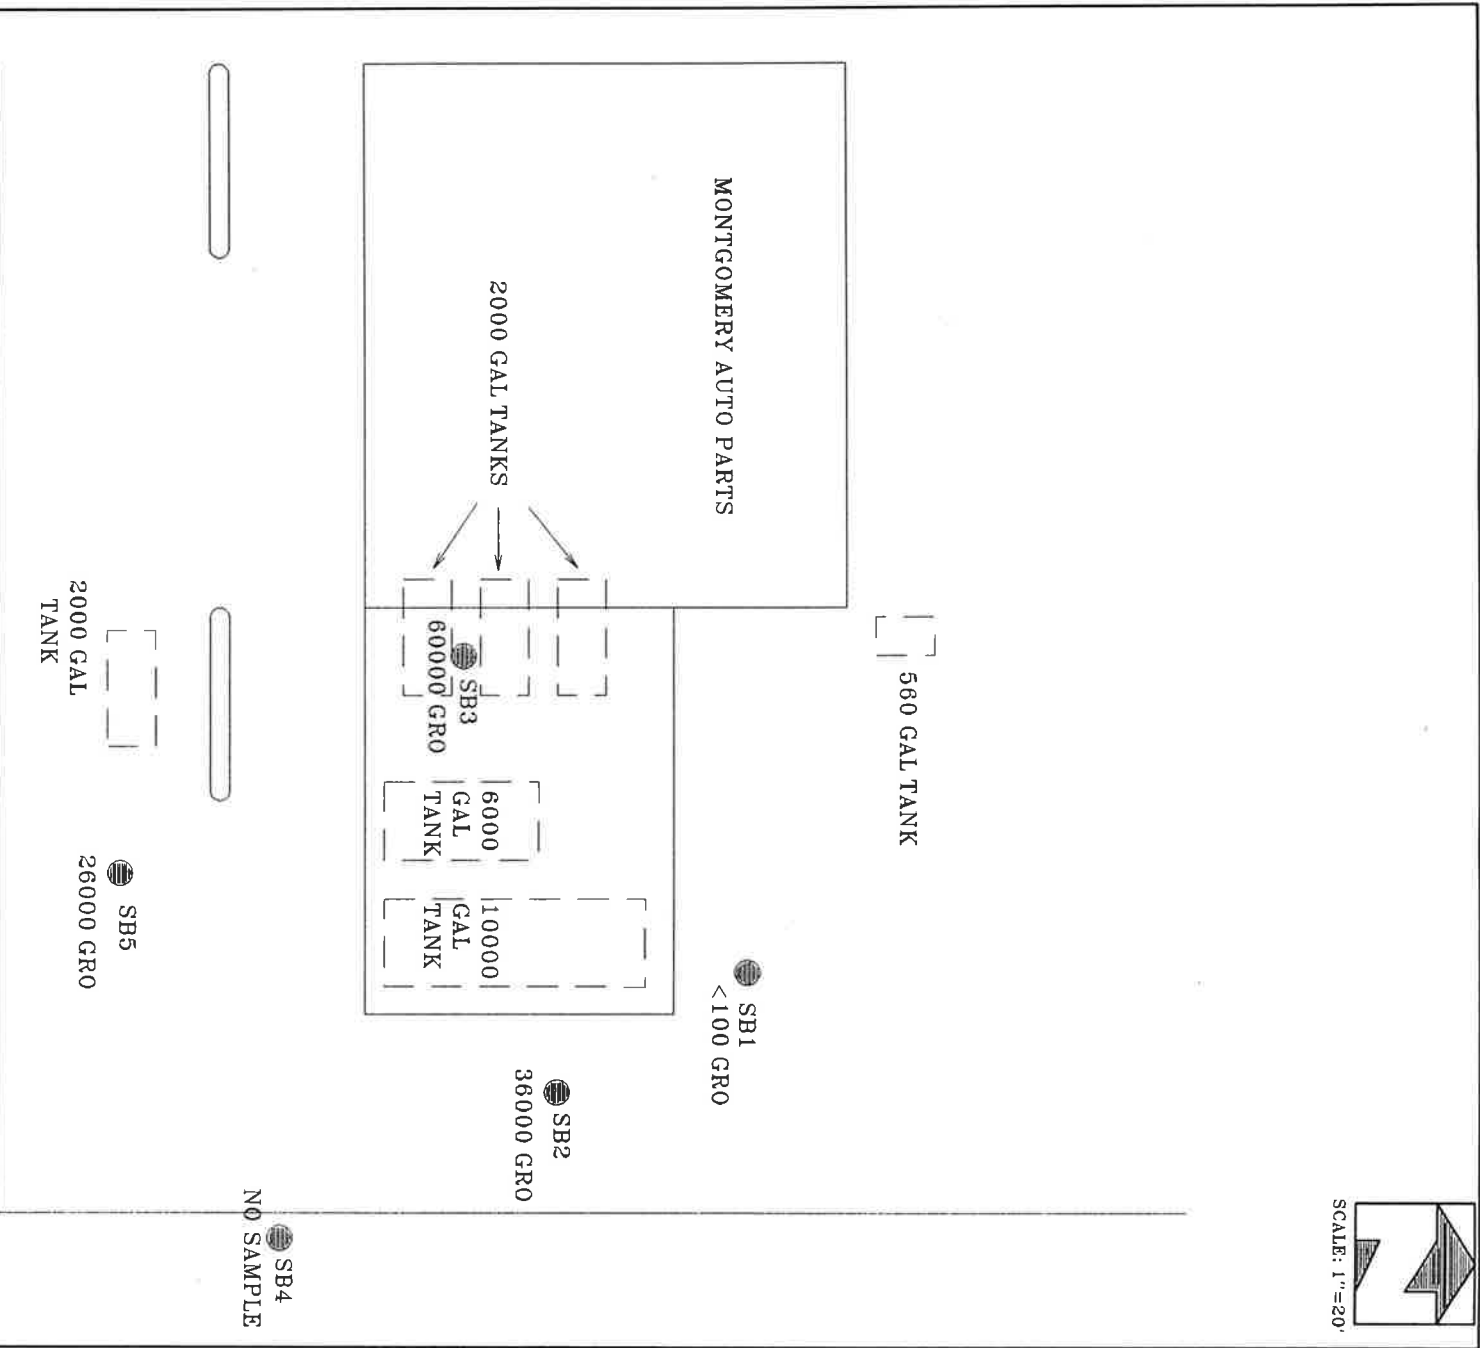 SCALE: 1"=20'
560 GAL TANK
MONTGOMERY AUTO PARTS
SB1
<100 GRO
2000 GAL TANKS
SB2
36000 GRO
SB3
60000 GRO
6000
GAL
TANK
10000
GAL
TANK
SB4
NO SAMPLE
2000 GAL
TANK
SB5
26000 GRO